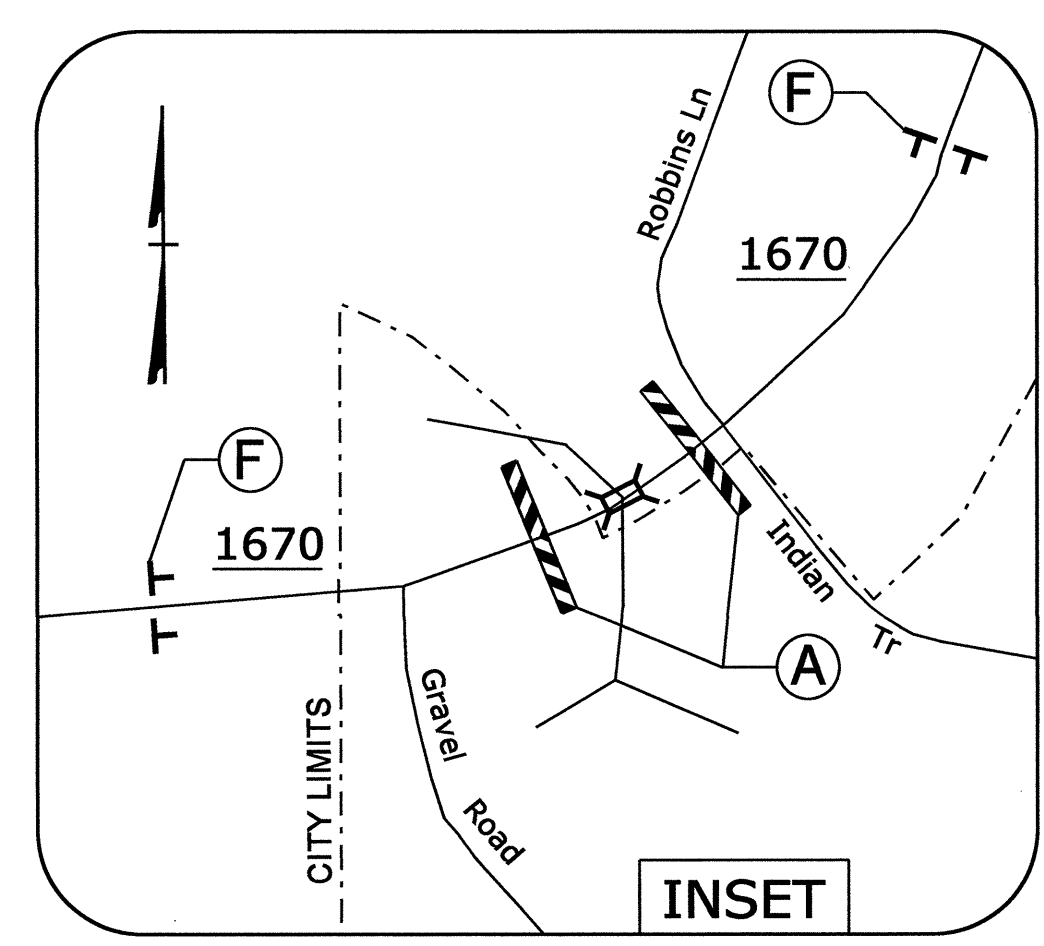 F
Robbins Ln
1670
F
1670
Indian
Tr
A
Gravel
Road
CITY LIMITS
INSET